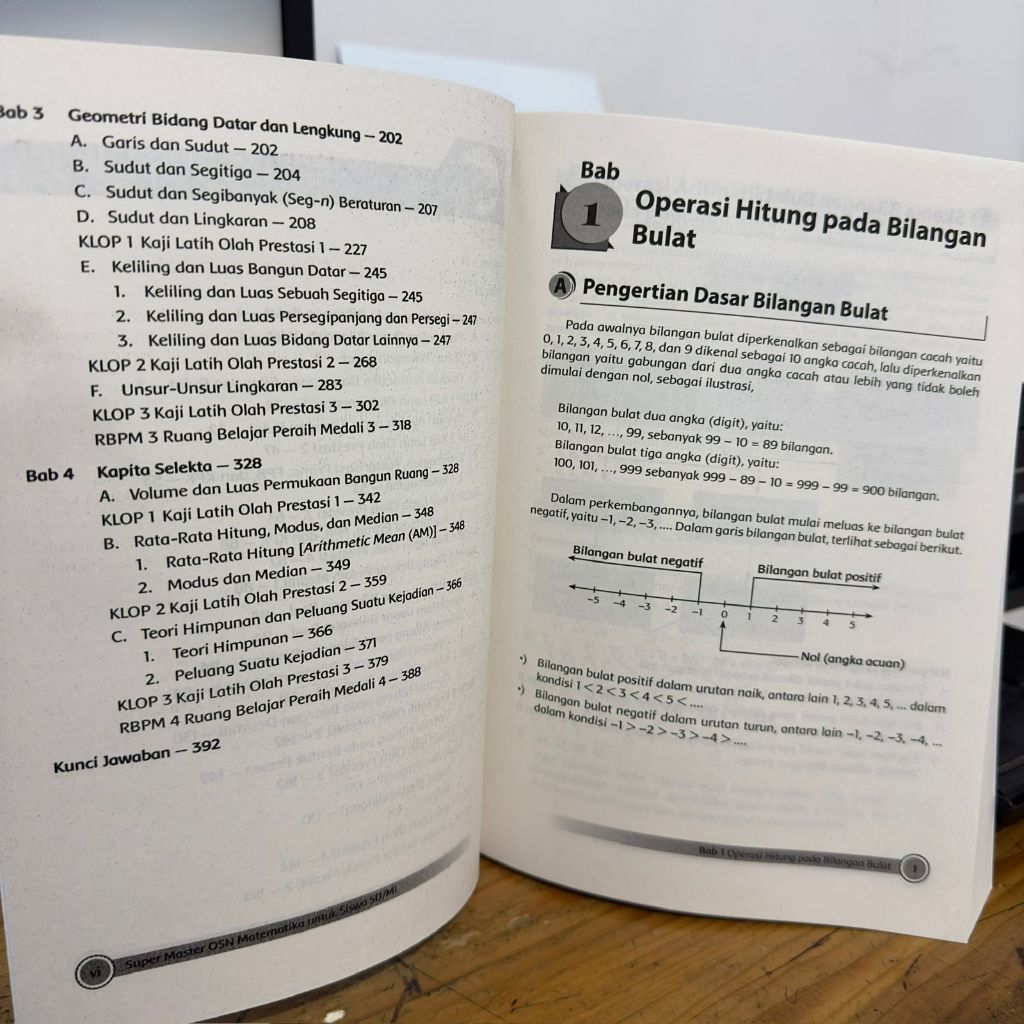 Bab 3 Geometri Bidang Datar dan Lengkung — 202
A. Garis dan Sudut — 202
B. Sudut dan Segitiga — 204
C. Sudut dan Segibanyak (Seg-n) Beraturan — 207
D. Sudut dan Lingkaran — 208
KLOP 1 Kaji Latih Olah Prestasi 1 — 227
E. Keliling dan Luas Bangun Datar — 245
1. Keliling dan Luas Sebuah Segitiga — 245
2. Keliling dan Luas Persegipanjang dan Persegi — 247
3. Keliling dan Luas Bidang Datar Lainnya — 247
KLOP 2 Kaji Latih Olah Prestasi 2 — 268
F. Unsur-Unsur Lingkaran — 283
KLOP 3 Kaji Latih Olah Prestasi 3 — 302
RBPM 3 Ruang Belajar Peraih Medali 3 — 318
Bab 4 Kapita Selekta — 328
A. Volume dan Luas Permukaan Bangun Ruang — 328
KLOP 1 Kaji Latih Olah Prestasi 1 — 342
B. Rata-Rata Hitung, Modus, dan Median — 348
1. Rata-Rata Hitung [Arithmetic Mean (AM)] — 348
2. Modus dan Median — 349
KLOP 2 Kaji Latih Olah Prestasi 2 — 359
C. Teori Himpunan dan Peluang Suatu Kejadian — 366
1. Teori Himpunan — 366
2. Peluang Suatu Kejadian — 371
KLOP 3 Kaji Latih Olah Prestasi 3 — 379
RBPM 4 Ruang Belajar Peraih Medali 4 — 388
Kunci Jawaban — 392
vi Super Master OSN Matematika untuk Siswa SD/MI
Bab
1 Operasi Hitung pada Bilangan
Bulat
A Pengertian Dasar Bilangan Bulat
Pada awalnya bilangan bulat diperkenalkan sebagai bilangan cacah yaitu
0, 1, 2, 3, 4, 5, 6, 7, 8, dan 9 dikenal sebagai 10 angka cacah, lalu diperkenalkan
bilangan yaitu gabungan dari dua angka cacah atau lebih yang tidak boleh
dimulai dengan nol, sebagai ilustrasi,
Bilangan bulat dua angka (digit), yaitu:
10, 11, 12, …, 99, sebanyak 99 – 10 = 89 bilangan.
Bilangan bulat tiga angka (digit), yaitu:
100, 101, …, 999 sebanyak 999 – 89 – 10 = 999 – 99 = 900 bilangan.
Dalam perkembangannya, bilangan bulat mulai meluas ke bilangan bulat
negatif, yaitu –1, –2, –3, .... Dalam garis bilangan bulat, terlihat sebagai berikut.
Bilangan bulat negatif Bilangan bulat positif
–5 –4 –3 –2 –1 0 1 2 3 4 5
Nol (angka acuan)
•) Bilangan bulat positif dalam urutan naik, antara lain 1, 2, 3, 4, 5, ... dalam
kondisi 1 < 2 < 3 < 4 < 5 < ....
•) Bilangan bulat negatif dalam urutan turun, antara lain –1, –2, –3, –4, ...
dalam kondisi –1 > –2 > –3 > –4 > ....
Bab 1 Operasi Hitung pada Bilangan Bulat 1